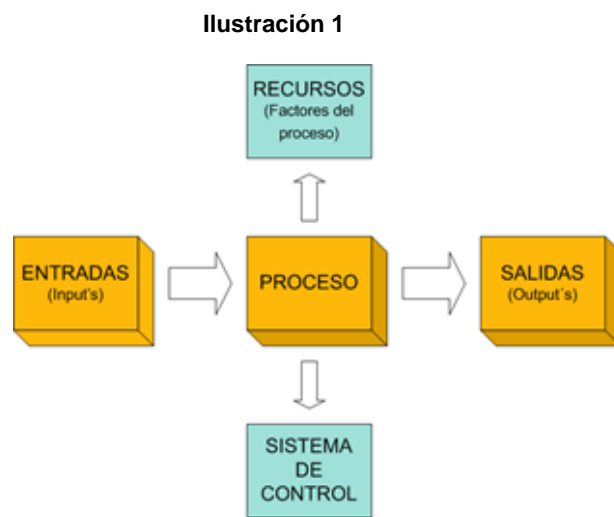 Ilustración 1
RECURSOS
(Factores del
proceso)
ENTRADAS
(Input's)
PROCESO
SALIDAS
(Output´s)
SISTEMA
DE
CONTROL